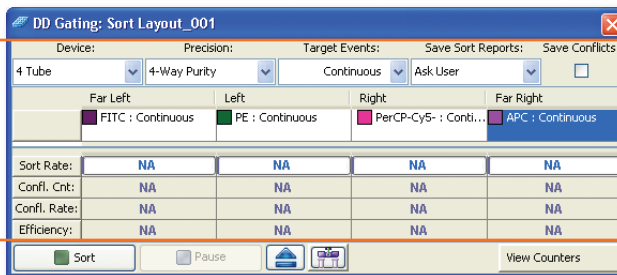 DD Gating: Sort Layout_001
Device: Precision: Target Events: Save Sort Reports: Save Conflicts
4 Tube 4-Way Purity Continuous Ask User
Far Left Left Right Far Right
FITC : Continuous PE : Continuous PerCP-Cy5- : Conti... APC : Continuous
Sort Rate: NA NA NA NA
Confl. Cnt: NA NA NA NA
Confl. Rate: NA NA NA NA
Efficiency: NA NA NA NA
Sort Pause View Counters